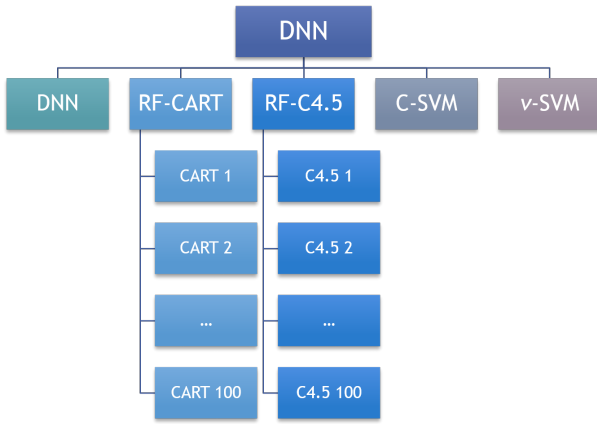 DNN
DNN
RF-CART
RF-C4.5
C-SVM
ν-SVM
CART 1
C4.5 1
CART 2
C4.5 2
...
...
CART 100
C4.5 100